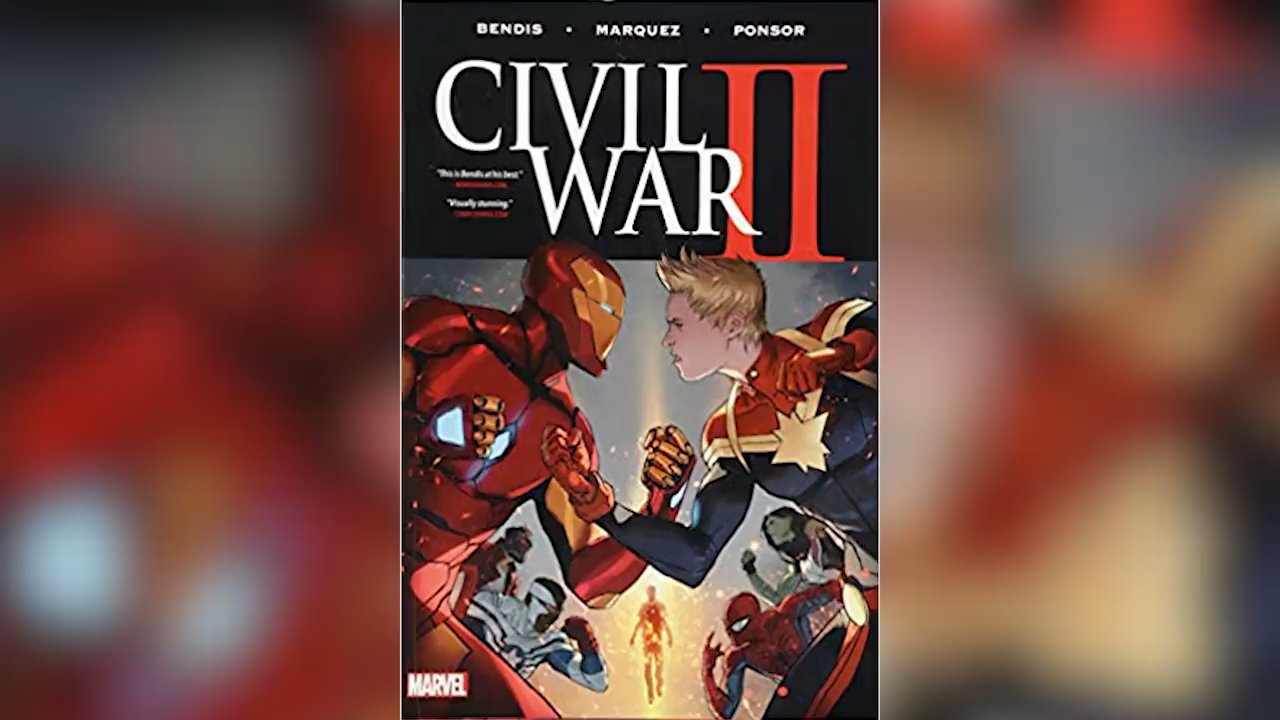 BENDIS • MARQUEZ • PONSOR
CIVIL
WAR
II
"This is Bendis at his best."
"Visually stunning."
MARVEL